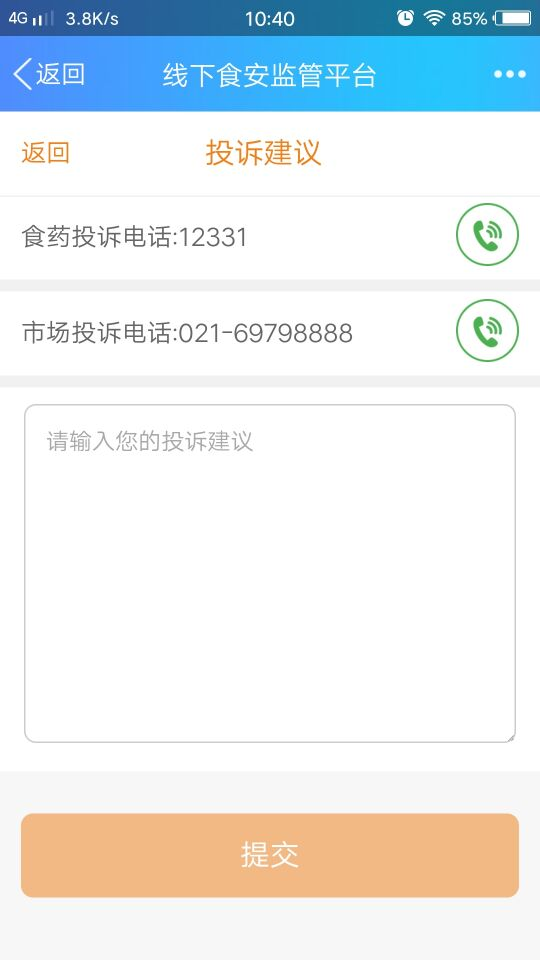 4G 3.8K/s 10:40 85%
返回 线下食安监管平台
返回 投诉建议
食药投诉电话:12331
市场投诉电话:021-69798888
请输入您的投诉建议
提交